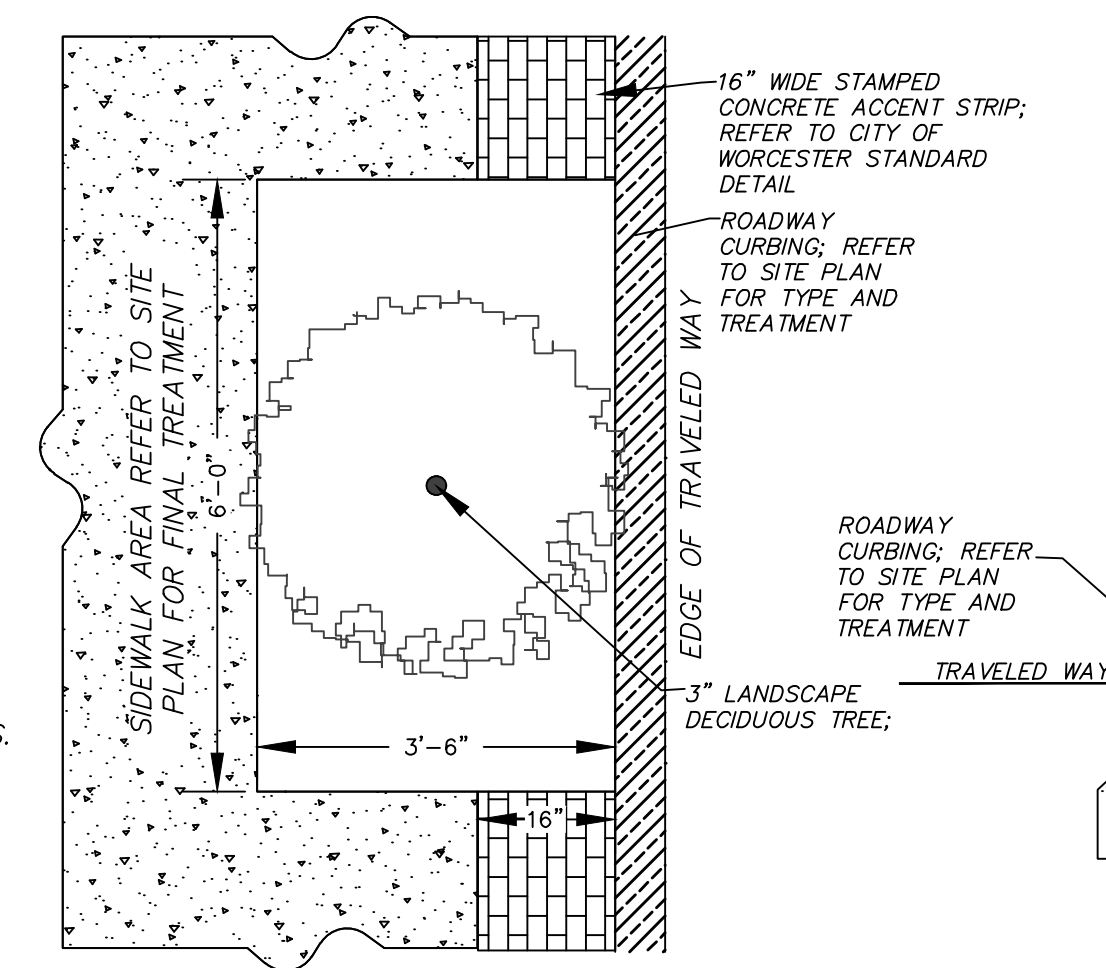 16" WIDE STAMPED
CONCRETE ACCENT STRIP;
REFER TO CITY OF
WORCESTER STANDARD
DETAIL
ROADWAY
CURBING; REFER
TO SITE PLAN
FOR TYPE AND
TREATMENT
SIDEWALK AREA REFER TO SITE
PLAN FOR FINAL TREATMENT
6'-0"
EDGE OF TRAVELED WAY
ROADWAY
CURBING; REFER
TO SITE PLAN
FOR TYPE AND
TREATMENT
TRAVELED WAY
3" LANDSCAPE
DECIDUOUS TREE;
3'-6"
16"